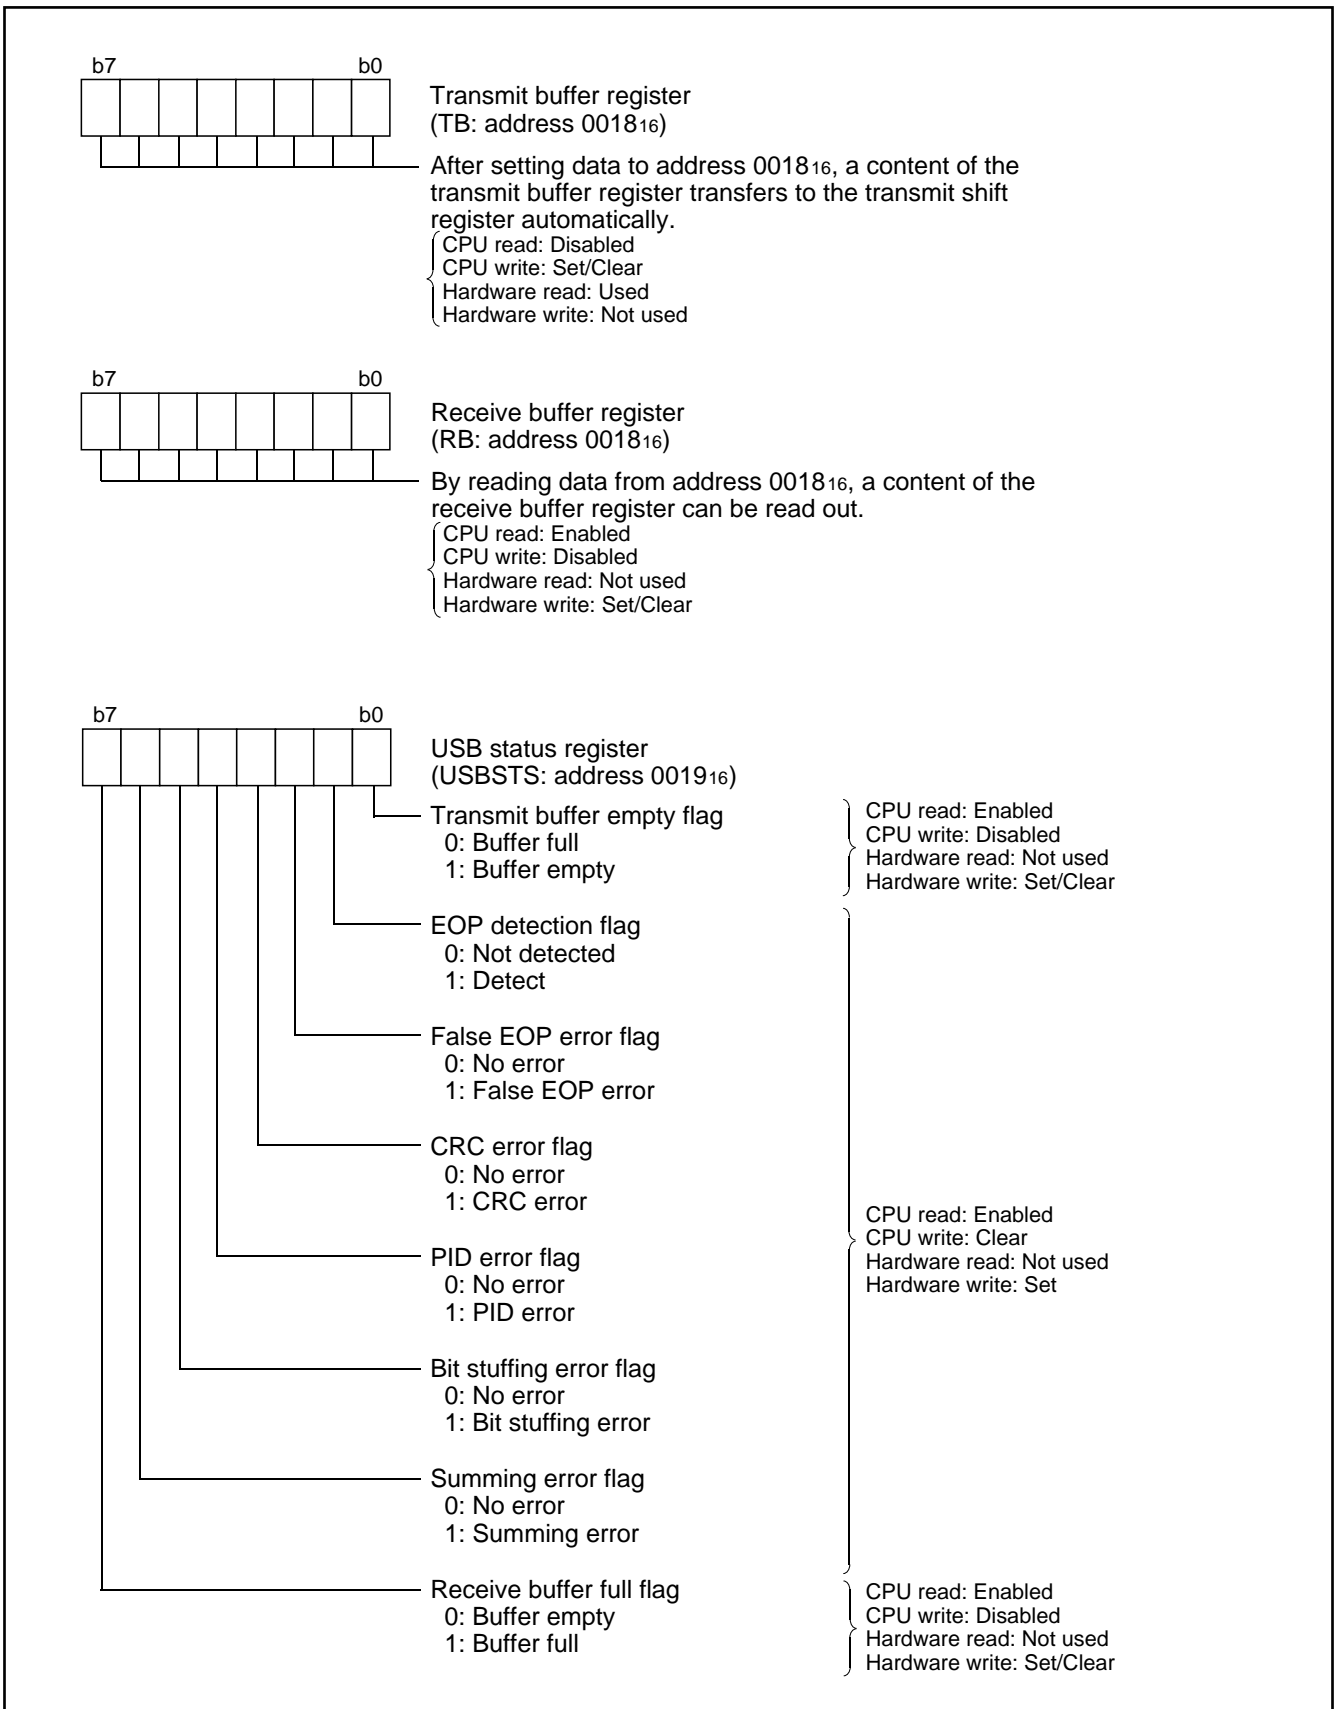 b7 b0
Transmit buffer register
(TB: address 001816)
After setting data to address 001816, a content of the
transmit buffer register transfers to the transmit shift
register automatically.
CPU read: Disabled
CPU write: Set/Clear
Hardware read: Used
Hardware write: Not used
b7 b0
Receive buffer register
(RB: address 001816)
By reading data from address 001816, a content of the
receive buffer register can be read out.
CPU read: Enabled
CPU write: Disabled
Hardware read: Not used
Hardware write: Set/Clear
b7 b0
USB status register
(USBSTS: address 001916)
Transmit buffer empty flag
0: Buffer full
1: Buffer empty
CPU read: Enabled
CPU write: Disabled
Hardware read: Not used
Hardware write: Set/Clear
EOP detection flag
0: Not detected
1: Detect
False EOP error flag
0: No error
1: False EOP error
CRC error flag
0: No error
1: CRC error
PID error flag
0: No error
1: PID error
Bit stuffing error flag
0: No error
1: Bit stuffing error
Summing error flag
0: No error
1: Summing error
CPU read: Enabled
CPU write: Clear
Hardware read: Not used
Hardware write: Set
Receive buffer full flag
0: Buffer empty
1: Buffer full
CPU read: Enabled
CPU write: Disabled
Hardware read: Not used
Hardware write: Set/Clear